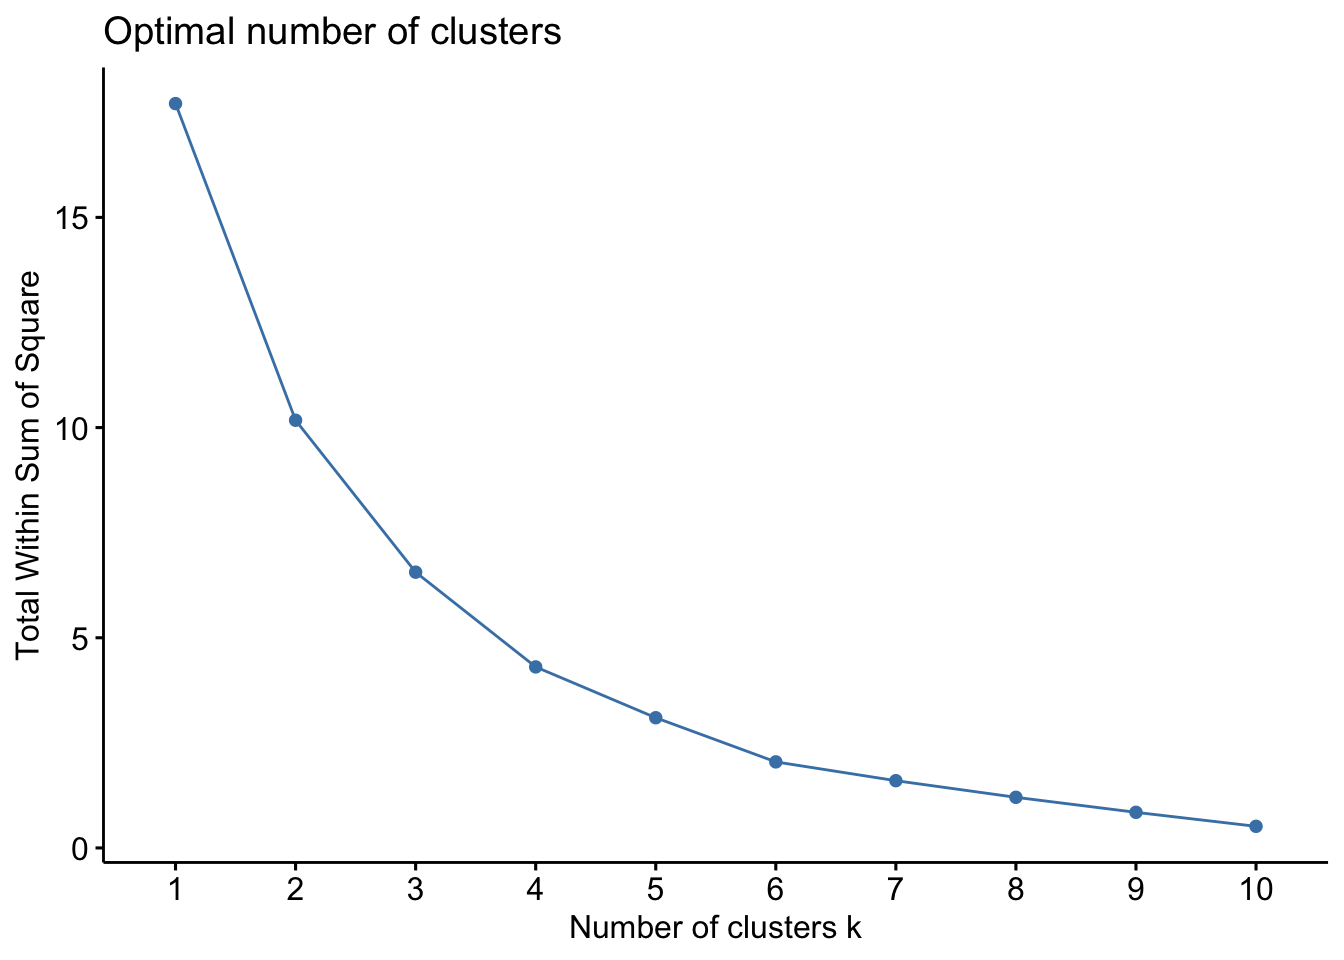 Optimal number of clusters
Total Within Sum of Square
15
10
5
0
1 2 3 4 5 6 7 8 9 10
Number of clusters k